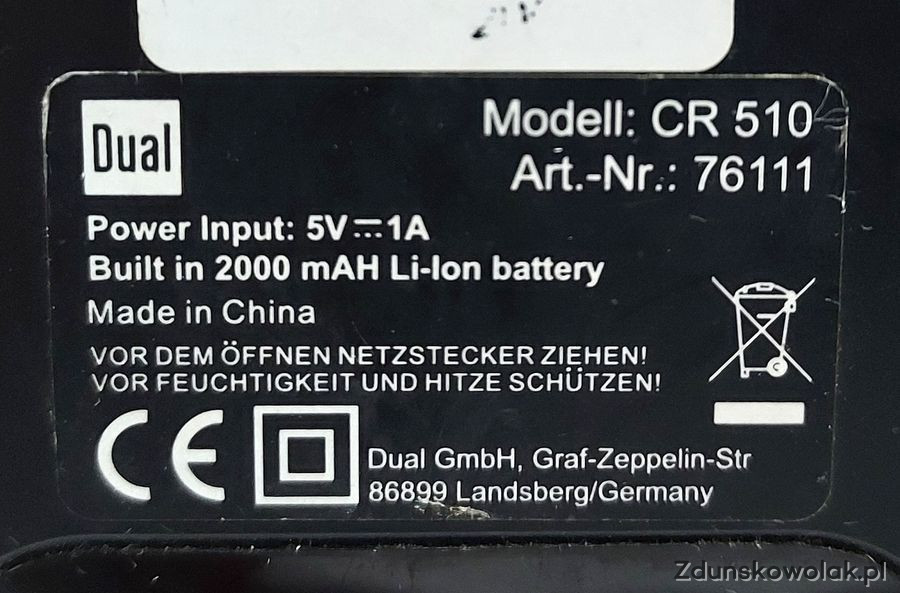 Dual
Modell: CR 510
Art.-Nr.: 76111
Power Input: 5V⎓1A
Built in 2000 mAH Li-Ion battery
Made in China
VOR DEM ÖFFNEN NETZSTECKER ZIEHEN!
VOR FEUCHTIGKEIT UND HITZE SCHÜTZEN!
CE
Dual GmbH, Graf-Zeppelin-Str
86899 Landsberg/Germany
Zdunskowolak.pl